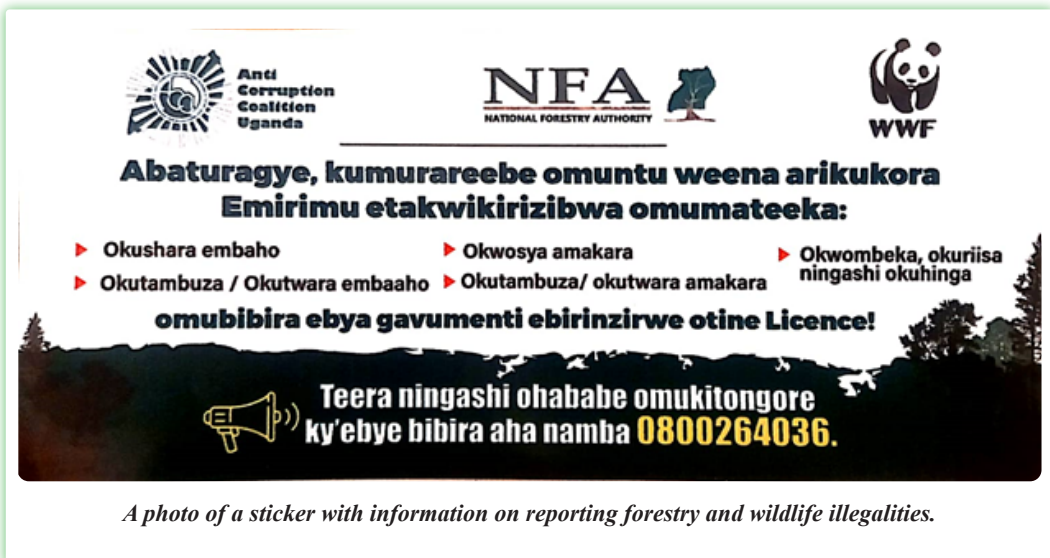 Anti
Corruption
Coalition
Uganda
NFA
NATIONAL FORESTRY AUTHORITY
WWF
Abaturagye, kumurareebe omuntu weena arikukora
Emirimu etakwikirizibwa omumateeka:
Okushara embaho
Okutambuza / Okutwara embaaho
Okwosya amakara
Okutambuza/ okutwara amakara
Okwombeka, okuriisa
ningashi okuhinga
omubibira ebya gavumenti ebirinzirwe otine Licence!
Teera ningashi ohababe omukitongore
ky'ebye bibira aha namba 0800264036.
A photo of a sticker with information on reporting forestry and wildlife illegalities.